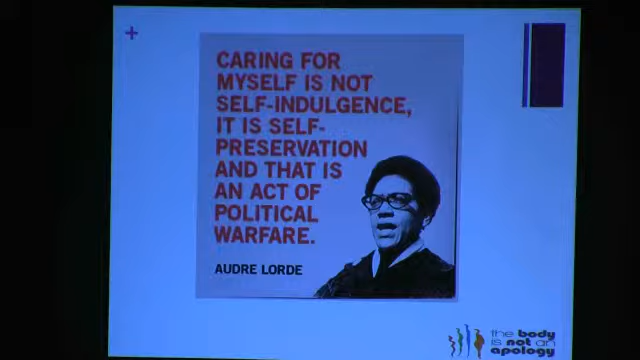 +
CARING FOR
MYSELF IS NOT
SELF-INDULGENCE,
IT IS SELF-
PRESERVATION
AND THAT IS
AN ACT OF
POLITICAL
WARFARE.
AUDRE LORDE
the body
is not an
apology